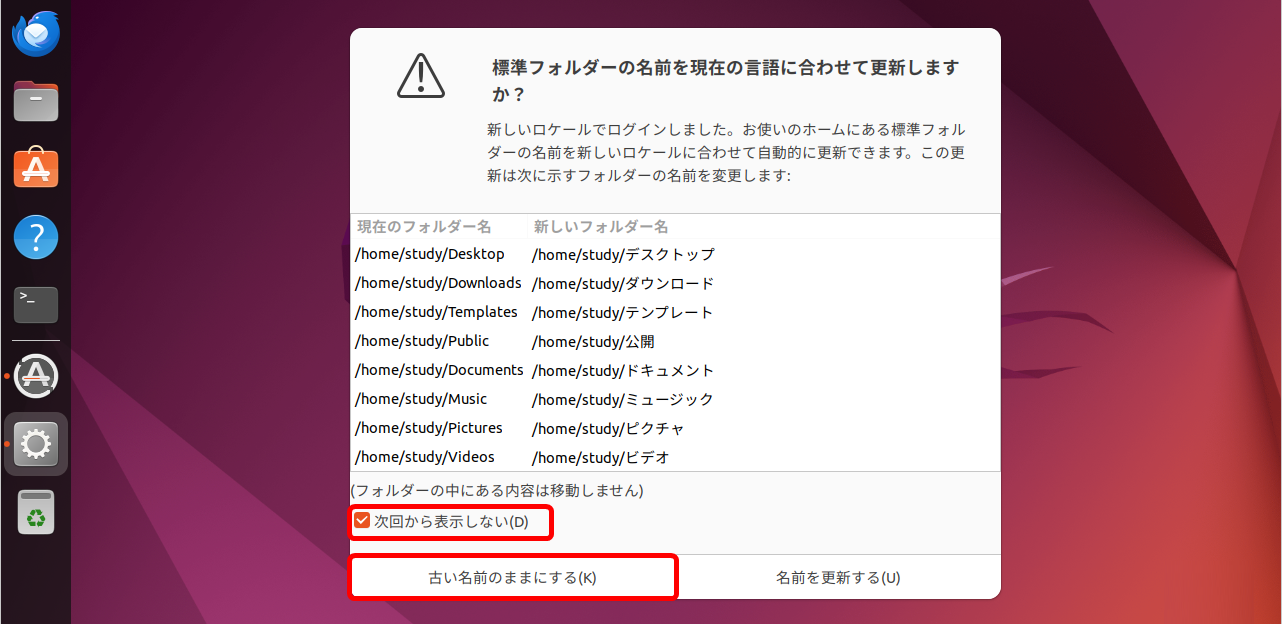 標準フォルダーの名前を現在の言語に合わせて更新します
か？
新しいロケールでログインしました。お使いのホームにある標準フォル
ダーの名前を新しいロケールに合わせて自動的に更新できます。この更
新は次に示すフォルダーの名前を変更します:
現在のフォルダー名 新しいフォルダー名
/home/study/Desktop /home/study/デスクトップ
/home/study/Downloads /home/study/ダウンロード
/home/study/Templates /home/study/テンプレート
/home/study/Public /home/study/公開
/home/study/Documents /home/study/ドキュメント
/home/study/Music /home/study/ミュージック
/home/study/Pictures /home/study/ピクチャ
/home/study/Videos /home/study/ビデオ
(フォルダーの中にある内容は移動しません)
次回から表示しない(D)
古い名前のままにする(K) 名前を更新する(U)